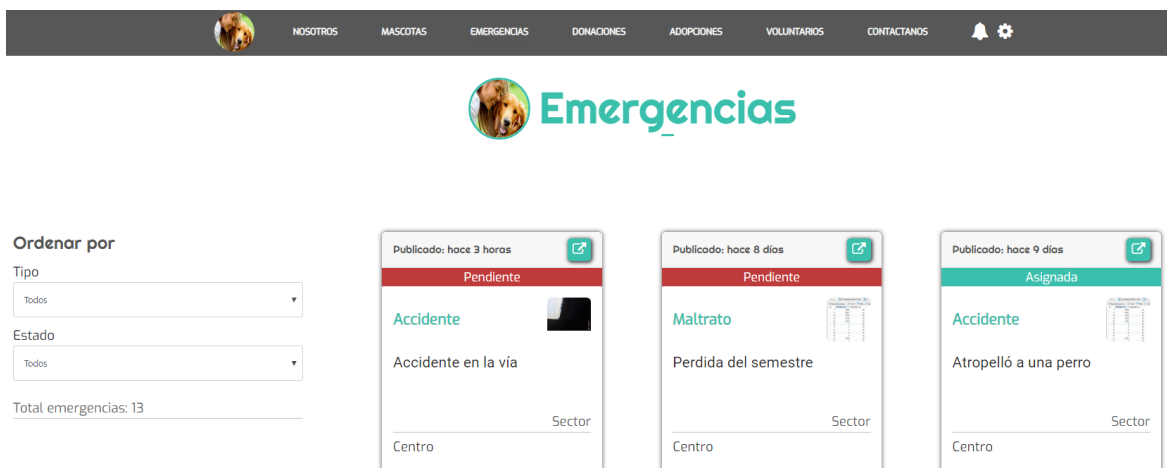 NOSOTROS MASCOTAS EMERGENCIAS DONACIONES ADOPCIONES VOLUNTARIOS CONTACTANOS
Emergencias
Ordenar por
Tipo
Todos
Estado
Todos
Total emergencias: 13
Publicado: hace 3 horas
Pendiente
Accidente
Accidente en la vía
Sector
Centro
Publicado: hace 8 días
Pendiente
Maltrato
Perdida del semestre
Sector
Centro
Publicado: hace 9 días
Asignada
Accidente
Atropelló a una perro
Sector
Centro